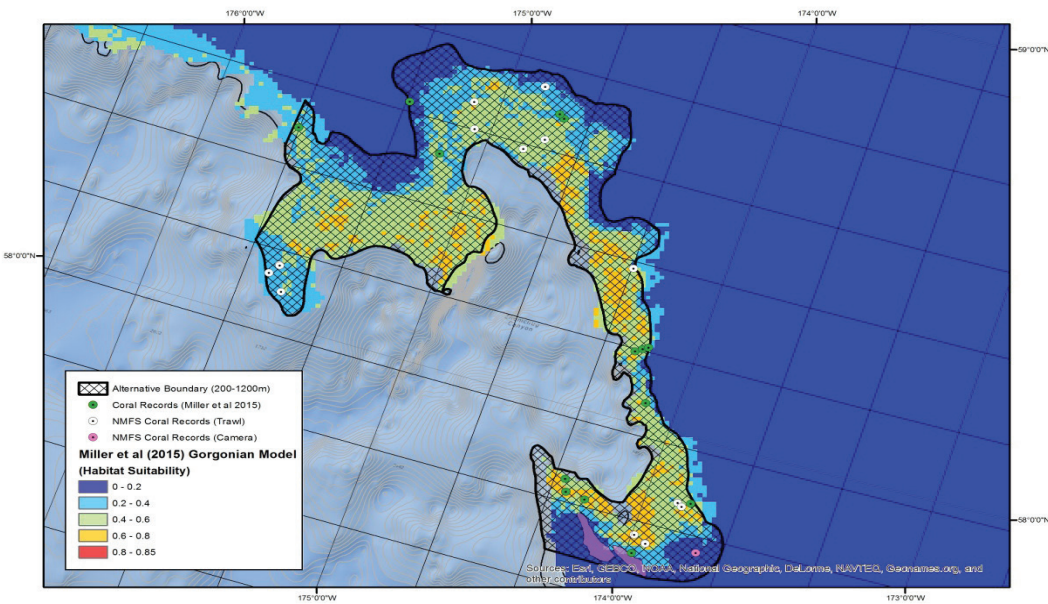 176°0'0"W
175°0'0"W
174°0'0"W
59°0'0"N
58°0'0"N
Canyon
Alternative Boundary (200-1200m)
Coral Records (Miller et al 2015)
NMFS Coral Records (Trawl)
NMFS Coral Records (Camera)
Miller et al (2015) Gorgonian Model
(Habitat Suitability)
0 - 0.2
0.2 - 0.4
0.4 - 0.6
0.6 - 0.8
0.8 - 0.85
58°0'0"N
Sources: Esri, GEBCO, NOAA, National Geographic, DeLorme, NAVTEQ, Geonames.org, and
other contributors
175°0'0"W
174°0'0"W
173°0'0"W